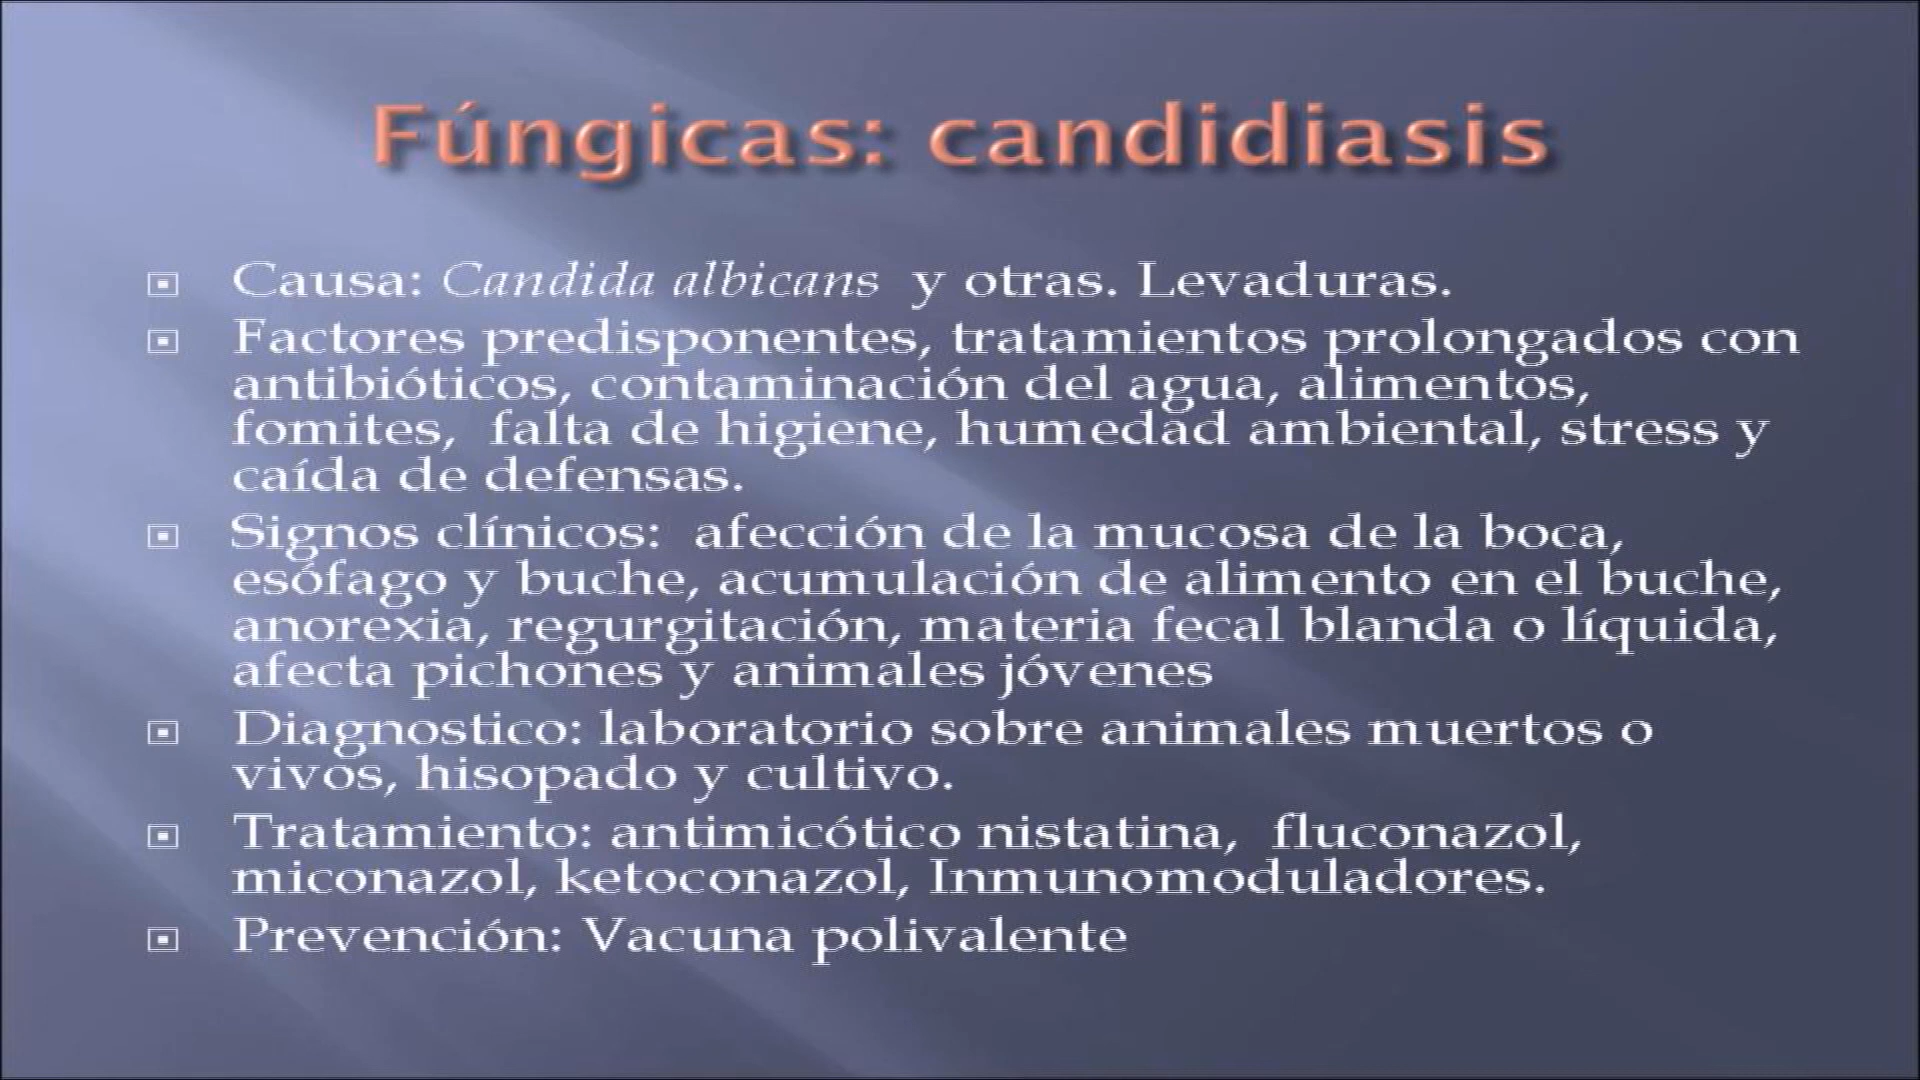 Fúngicas: candidiasis
Causa: Candida albicans y otras. Levaduras.
Factores predisponentes, tratamientos prolongados con
antibióticos, contaminación del agua, alimentos,
fomites, falta de higiene, humedad ambiental, stress y
caída de defensas.
Signos clínicos: afección de la mucosa de la boca,
esófago y buche, acumulación de alimento en el buche,
anorexia, regurgitación, materia fecal blanda o líquida,
afecta pichones y animales jóvenes
Diagnostico: laboratorio sobre animales muertos o
vivos, hisopado y cultivo.
Tratamiento: antimicótico nistatina, fluconazol,
miconazol, ketoconazol, Inmunomoduladores.
Prevención: Vacuna polivalente